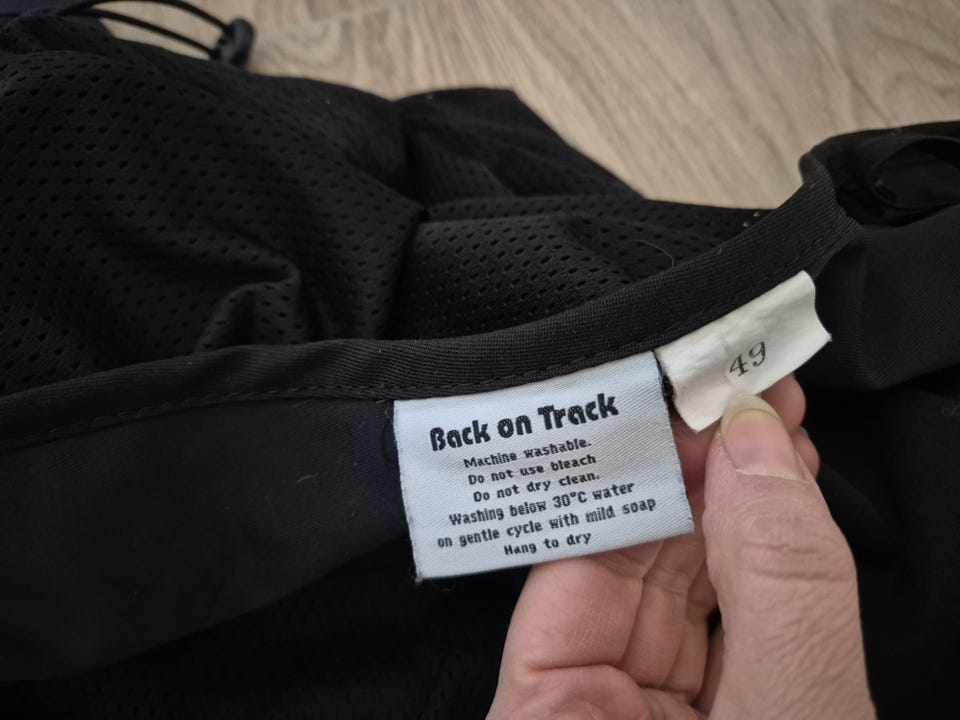 Back on Track
Machine washable.
Do not use bleach
Do not dry clean.
Washing below 30°C water
on gentle cycle with mild soap
Hang to dry
49